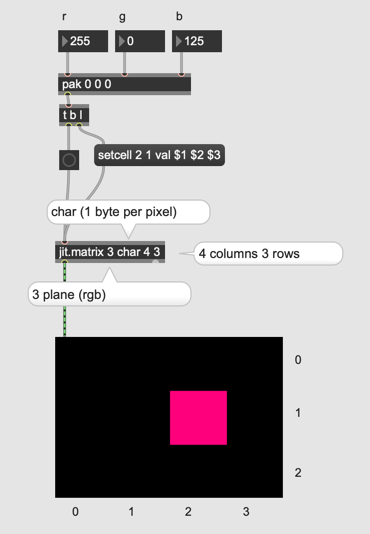 r g b
255 0 125
pak 0 0 0
t b l
setcell 2 1 val $1 $2 $3
char (1 byte per pixel)
jit.matrix 3 char 4 3
4 columns 3 rows
3 plane (rgb)
0
1
2
0 1 2 3